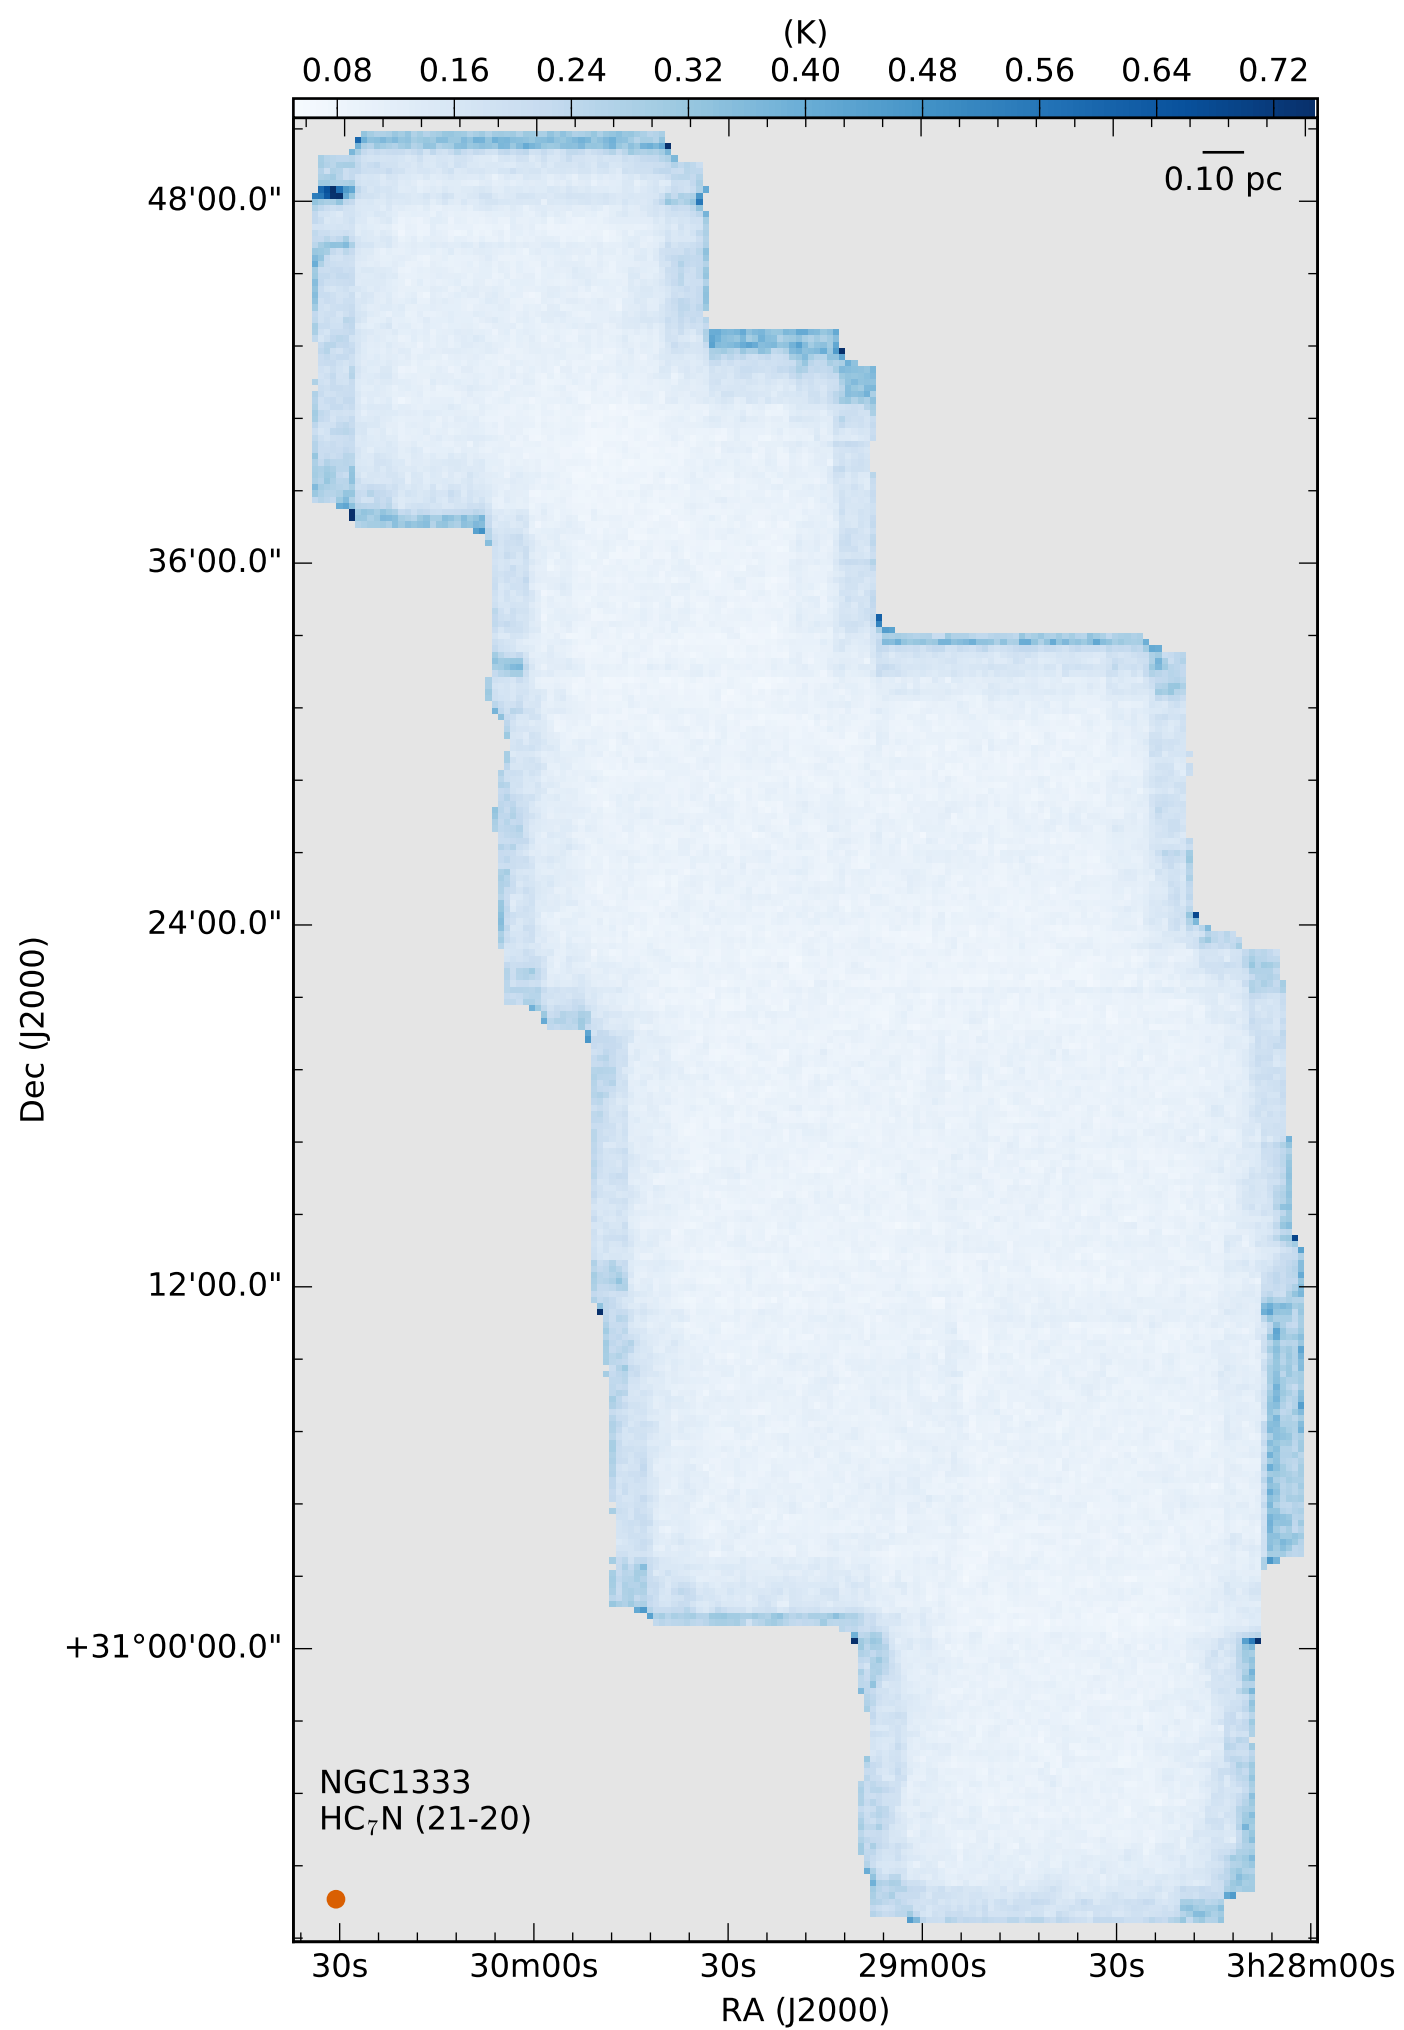 (K)
0.08 0.16 0.24 0.32 0.40 0.48 0.56 0.64 0.72
0.10 pc
48'00.0"
36'00.0"
24'00.0"
12'00.0"
+31°00'00.0"
Dec (J2000)
NGC1333
HC₇N (21-20)
30s 30m00s 30s 29m00s 30s 3h28m00s
RA (J2000)